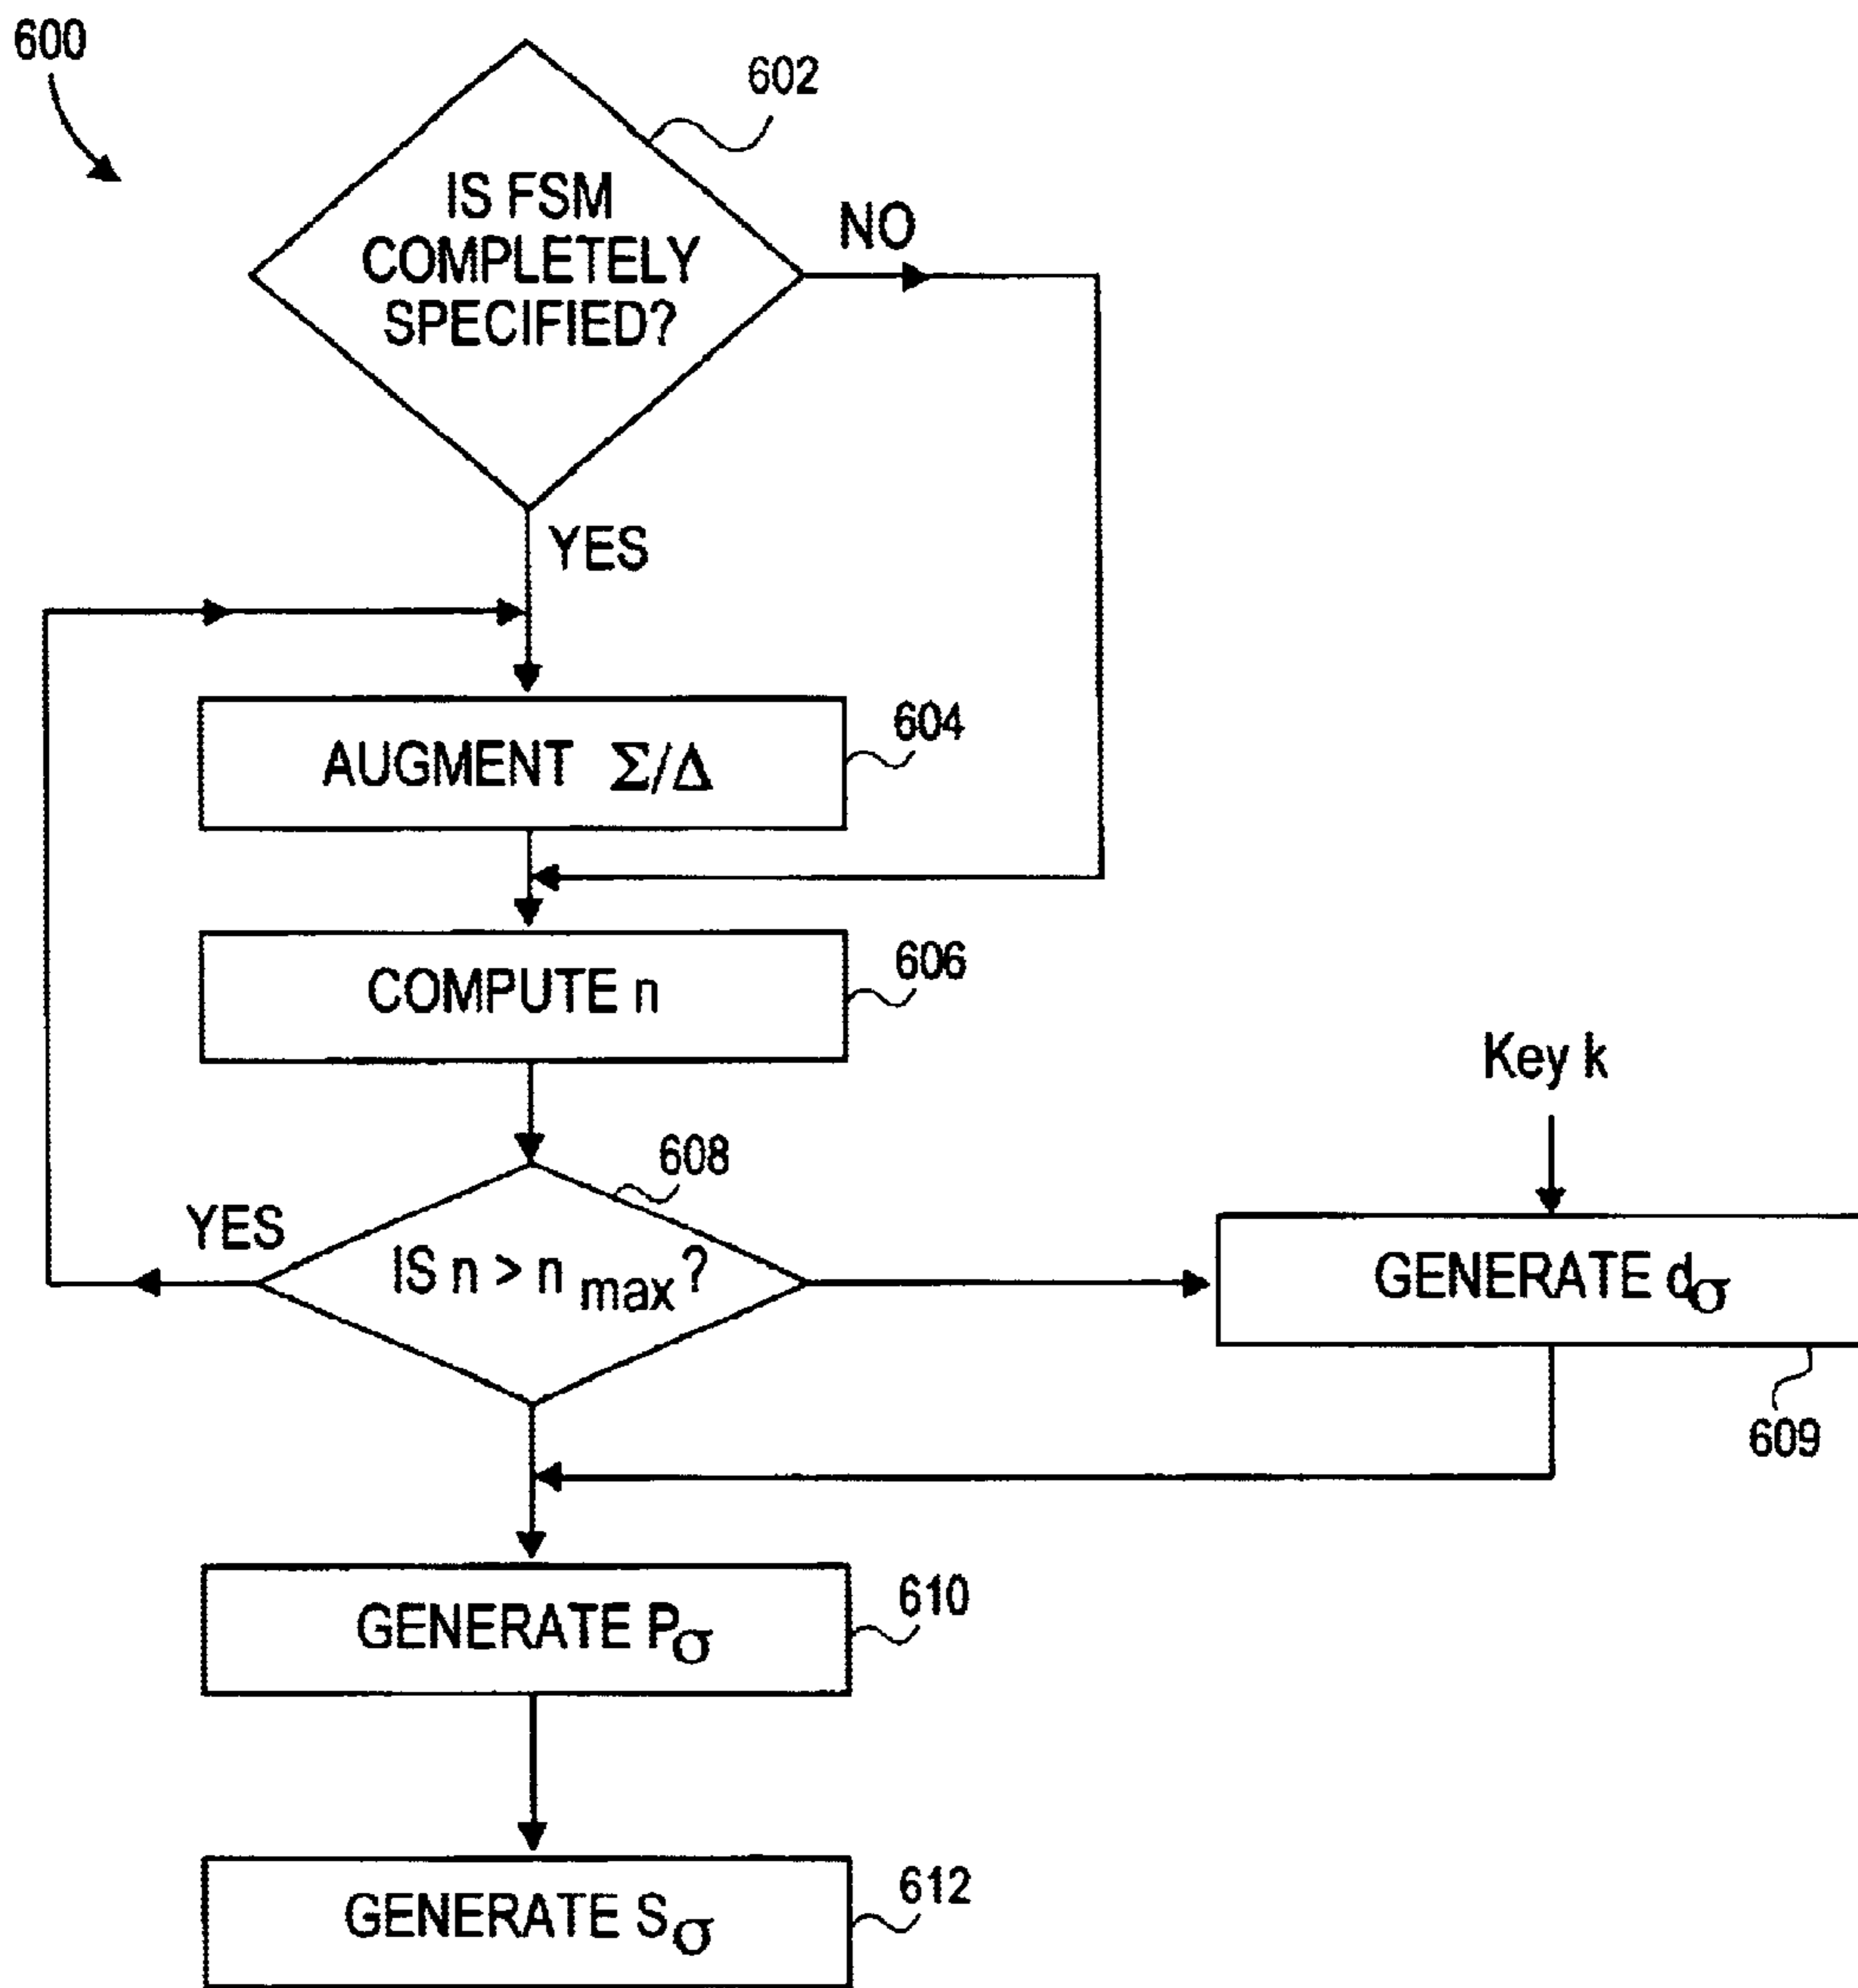 600
602
IS FSM
COMPLETELY
SPECIFIED?
NO
YES
AUGMENT Σ/Δ
604
COMPUTE n
606
Key k
608
YES
IS n > n max ?
GENERATE dσ
609
GENERATE Pσ
610
GENERATE Sσ
612